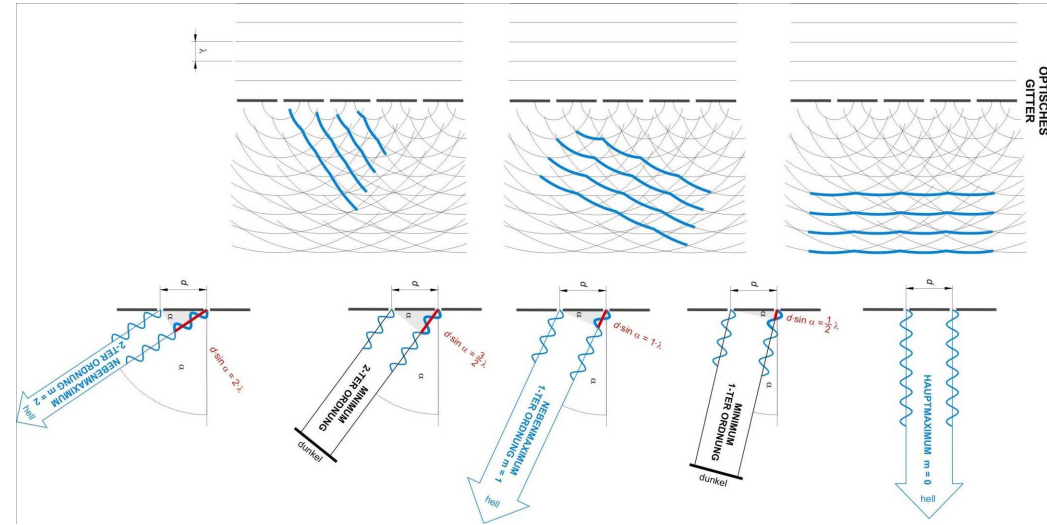 OPTISCHES
GITTER
λ
d
d
d
d
d
α
α
α
α
α
α
α
α
d·sin α = 2·λ
d·sin α = 3/2 λ
d·sin α = 1·λ
d·sin α = 1/2 λ
NEBENMAXIMUM
2-TER ORDNUNG m = 2
hell
MINIMUM
2-TER ORDNUNG
dunkel
NEBENMAXIMUM
1-TER ORDNUNG m = 1
hell
MINIMUM
1-TER ORDNUNG
dunkel
HAUPTMAXIMUM m = 0
hell